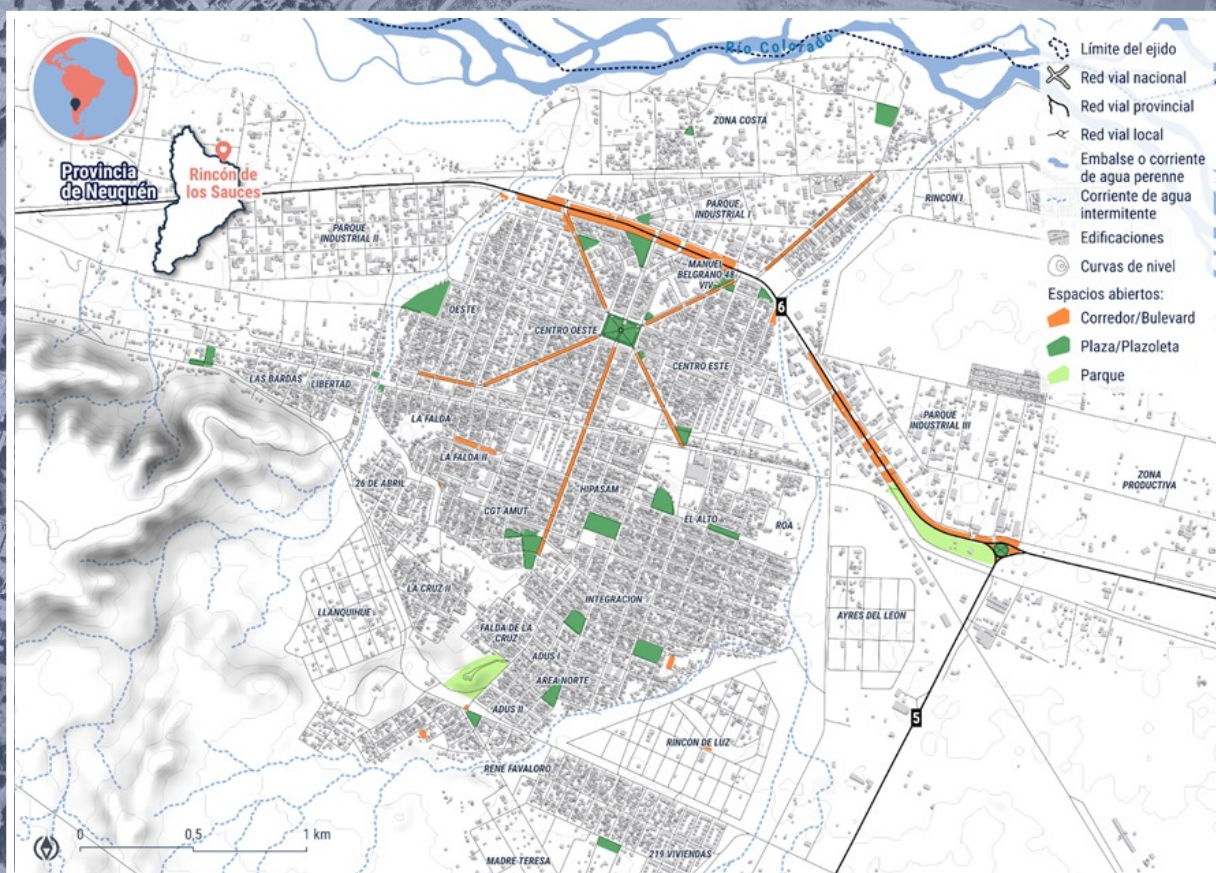 Río Colorado
Límite del ejido
Red vial nacional
Red vial provincial
Red vial local
Embalse o corriente
de agua perenne
Corriente de agua
intermitente
Edificaciones
Curvas de nivel
Espacios abiertos:
Corredor/Bulevard
Plaza/Plazoleta
Parque
Provincia
de Neuquén
Rincón de
los Sauces
ZONA COSTA
RINCON I
PARQUE
INDUSTRIAL I
PARQUE
INDUSTRIAL II
MANUEL
BELGRANO 48
VIV
6
OESTE
CENTRO OESTE
CENTRO ESTE
LAS BARDAS
LIBERTAD
LA FALDA
PARQUE
INDUSTRIAL III
LA FALDA II
ZONA
PRODUCTIVA
26 DE ABRIL
HIPASAM
CGT AMUT
EL ALTO
ROA
LA CRUZ II
INTEGRACION
LLANQUIHUE
AYRES DEL LEON
FALDA DE LA
CRUZ
ADUS I
AREA NORTE
ADUS II
5
RINCON DE LUZ
RENE FAVALORO
0
0,5
1 km
MADRE TERESA
219 VIVIENDAS